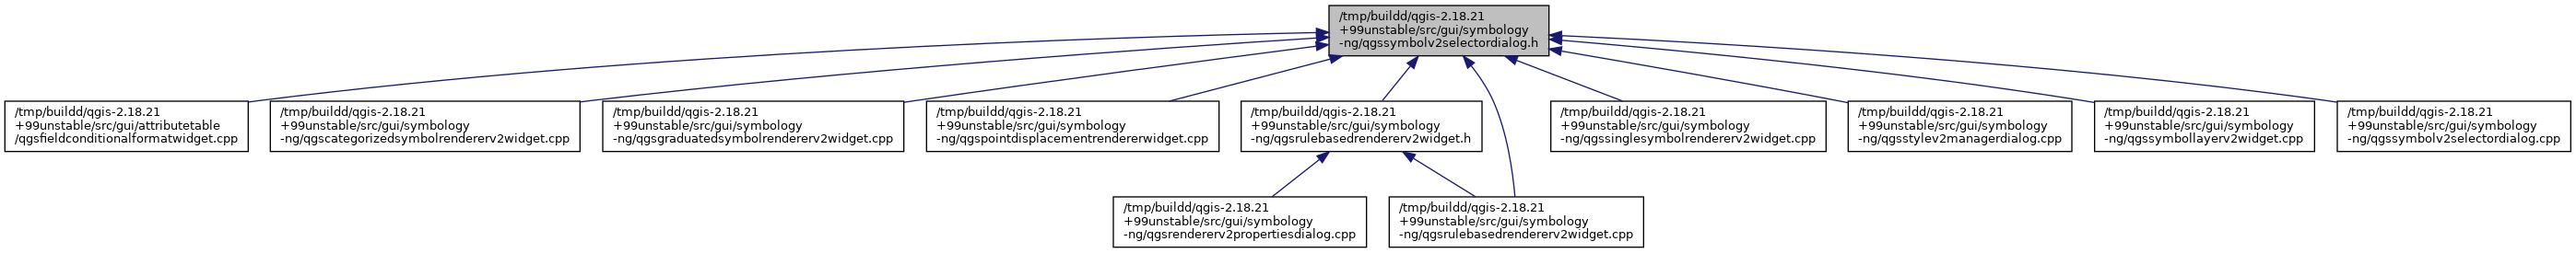 /tmp/buildd/qgis-2.18.21
+99unstable/src/gui/symbology
-ng/qgssymbolv2selectordialog.h
/tmp/buildd/qgis-2.18.21
+99unstable/src/gui/attributetable
/qgsfieldconditionalformatwidget.cpp
/tmp/buildd/qgis-2.18.21
+99unstable/src/gui/symbology
-ng/qgscategorizedsymbolrendererv2widget.cpp
/tmp/buildd/qgis-2.18.21
+99unstable/src/gui/symbology
-ng/qgsgraduatedsymbolrendererv2widget.cpp
/tmp/buildd/qgis-2.18.21
+99unstable/src/gui/symbology
-ng/qgspointdisplacementrendererwidget.cpp
/tmp/buildd/qgis-2.18.21
+99unstable/src/gui/symbology
-ng/qgsrulebasedrendererv2widget.h
/tmp/buildd/qgis-2.18.21
+99unstable/src/gui/symbology
-ng/qgssinglesymbolrendererv2widget.cpp
/tmp/buildd/qgis-2.18.21
+99unstable/src/gui/symbology
-ng/qgsstylev2managerdialog.cpp
/tmp/buildd/qgis-2.18.21
+99unstable/src/gui/symbology
-ng/qgssymbollayerv2widget.cpp
/tmp/buildd/qgis-2.18.21
+99unstable/src/gui/symbology
-ng/qgssymbolv2selectordialog.cpp
/tmp/buildd/qgis-2.18.21
+99unstable/src/gui/symbology
-ng/qgsrendererv2propertiesdialog.cpp
/tmp/buildd/qgis-2.18.21
+99unstable/src/gui/symbology
-ng/qgsrulebasedrendererv2widget.cpp